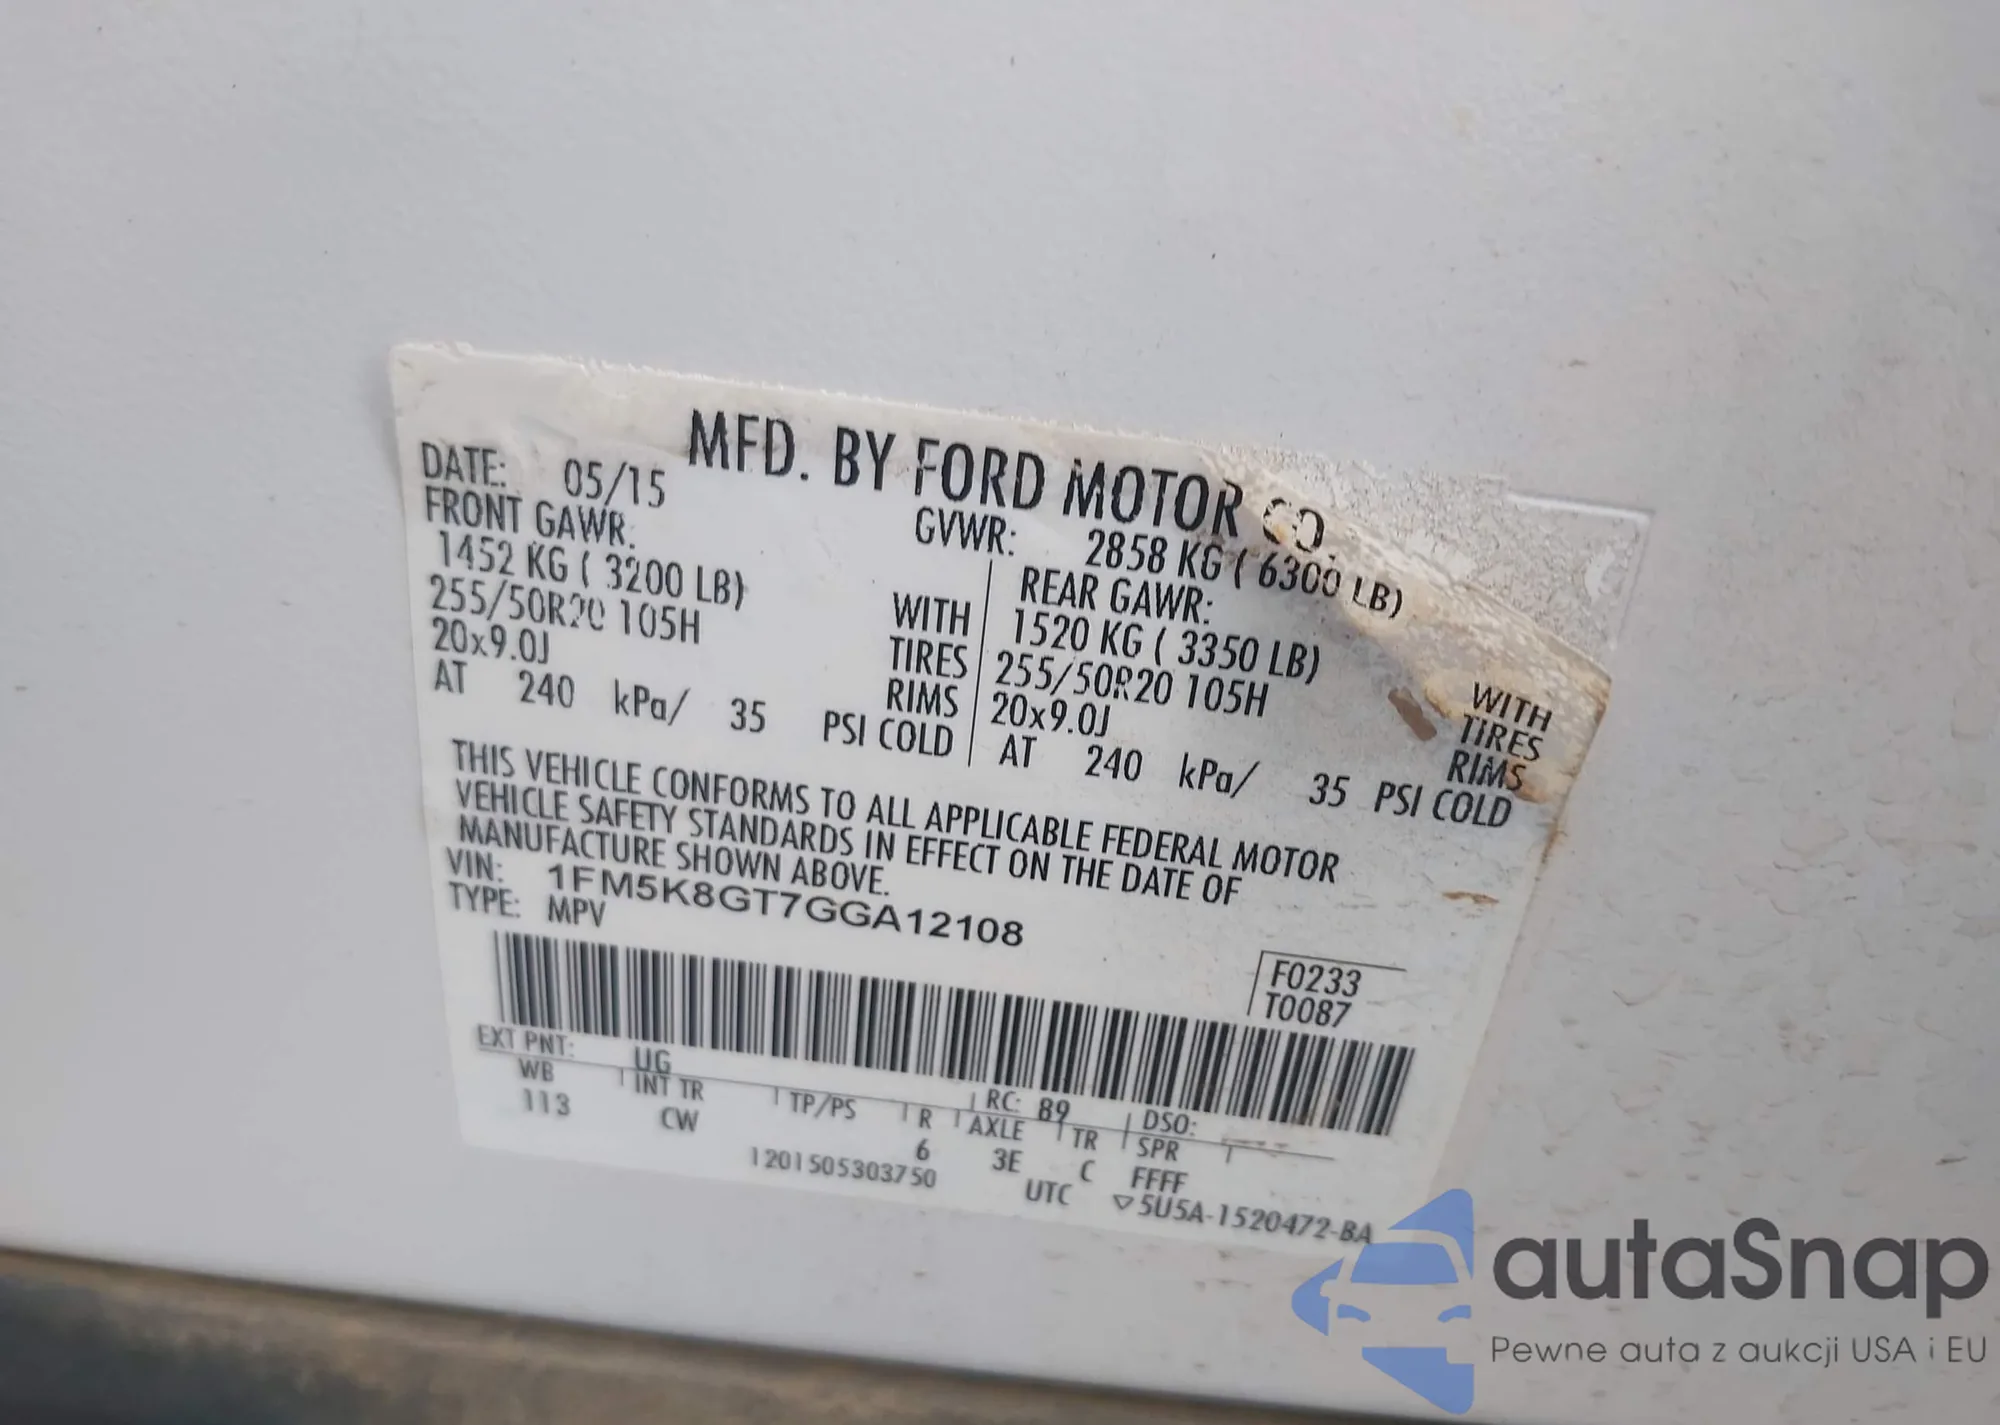 MFD. BY FORD MOTOR CO.
DATE: 05/15
GVWR: 2858 KG ( 6300 LB)
FRONT GAWR:
1452 KG ( 3200 LB) WITH
255/50R20 105H TIRES
20x9.0J RIMS
AT 240 kPa/ 35 PSI COLD
REAR GAWR:
1520 KG ( 3350 LB) WITH
255/50R20 105H TIRES
20x9.0J RIMS
AT 240 kPa/ 35 PSI COLD
THIS VEHICLE CONFORMS TO ALL APPLICABLE FEDERAL MOTOR
VEHICLE SAFETY STANDARDS IN EFFECT ON THE DATE OF
MANUFACTURE SHOWN ABOVE.
VIN: 1FM5K8GT7GGA12108
TYPE: MPV
F0233
T0087
EXT PNT: UG RC: 89 DSO:
WB INT TR TP/PS R AXLE TR SPR
113 CW 6 3E C FFFF
1201505303750 UTC ▽5U5A-1520472-BA
autaSnap
Pewne auta z aukcji USA i EU